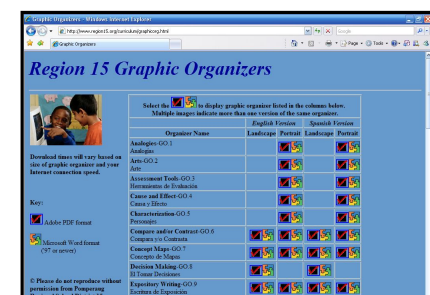 Graphic Organizers - Windows Internet Explorer
http://www.region15.org/curriculum/graphicorg.html
Google
Graphic Organizers
Page
Tools
Region 15 Graphic Organizers
Select the to display graphic organizer listed in the columns below.
Multiple images indicate more than one version of the same organizer.
English Version Spanish Version
Organizer Name Landscape Portrait Landscape Portrait
Analogies-GO.1
Analogias
Arts-GO.2
Arte
Assessment Tools-GO.3
Herramientas de Evaluación
Cause and Effect-GO.4
Causa y Efecto
Characterization-GO.5
Personajes
Compare and/or Contrast-GO.6
Compara y/o Contrasta
Concept Maps-GO.7
Concepto de Mapas
Decision Making-GO.8
El Tomar Decisiones
Expository Writing-GO.9
Escritura de Exposición
Download times will vary based on
size of graphic organizer and your
Internet connection speed.
Key:
Adobe PDF format
Microsoft Word format
('97 or newer)
© Please do not reproduce without
permission from Pomperaug